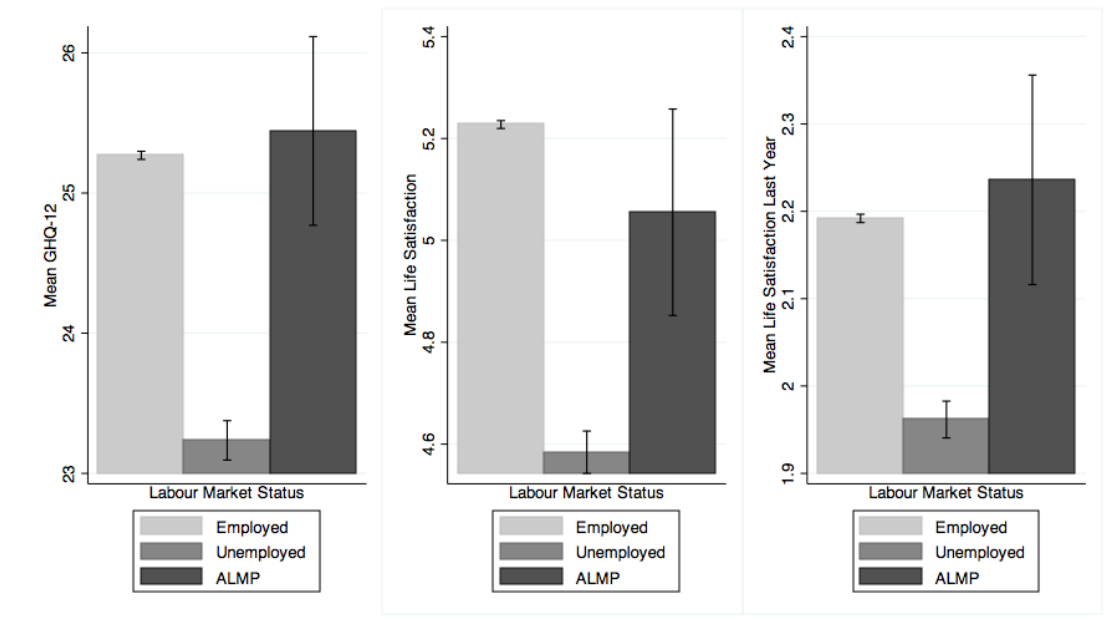 Mean GHQ-12
26
25
24
23
Labour Market Status
Employed
Unemployed
ALMP
Mean Life Satisfaction
5.4
5.2
5
4.8
4.6
Labour Market Status
Employed
Unemployed
ALMP
Mean Life Satisfaction Last Year
2.4
2.3
2.2
2.1
2
1.9
Labour Market Status
Employed
Unemployed
ALMP